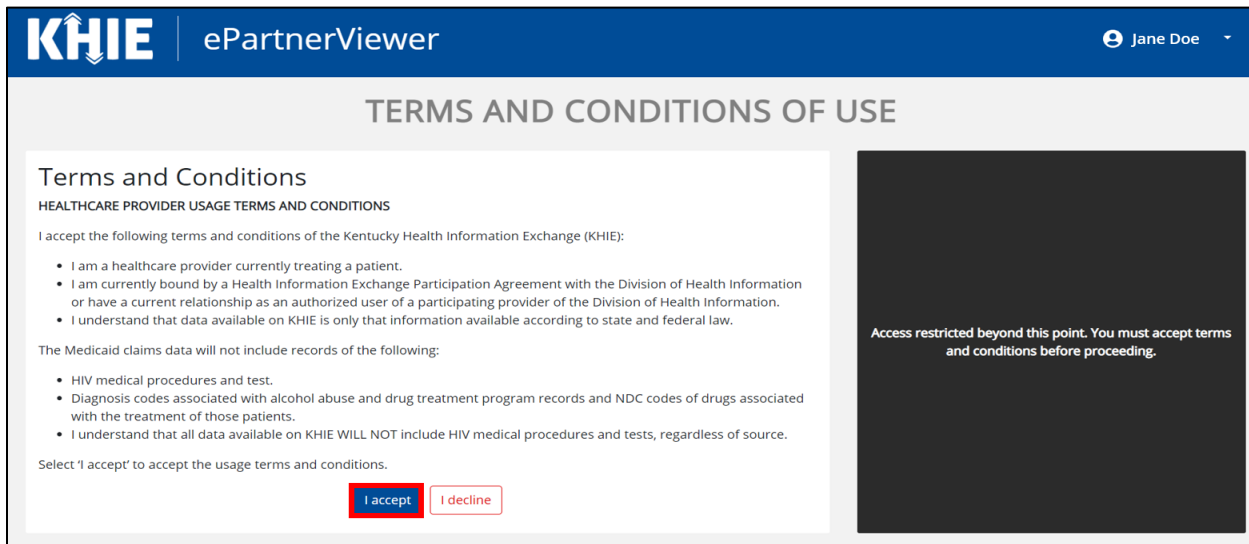 KHIE ePartnerViewer Jane Doe
TERMS AND CONDITIONS OF USE
Terms and Conditions
HEALTHCARE PROVIDER USAGE TERMS AND CONDITIONS
I accept the following terms and conditions of the Kentucky Health Information Exchange (KHIE):
• I am a healthcare provider currently treating a patient.
• I am currently bound by a Health Information Exchange Participation Agreement with the Division of Health Information
or have a current relationship as an authorized user of a participating provider of the Division of Health Information.
• I understand that data available on KHIE is only that information available according to state and federal law.
The Medicaid claims data will not include records of the following:
• HIV medical procedures and test.
• Diagnosis codes associated with alcohol abuse and drug treatment program records and NDC codes of drugs associated
with the treatment of those patients.
• I understand that all data available on KHIE WILL NOT include HIV medical procedures and tests, regardless of source.
Select 'I accept' to accept the usage terms and conditions.
I accept I decline
Access restricted beyond this point. You must accept terms
and conditions before proceeding.